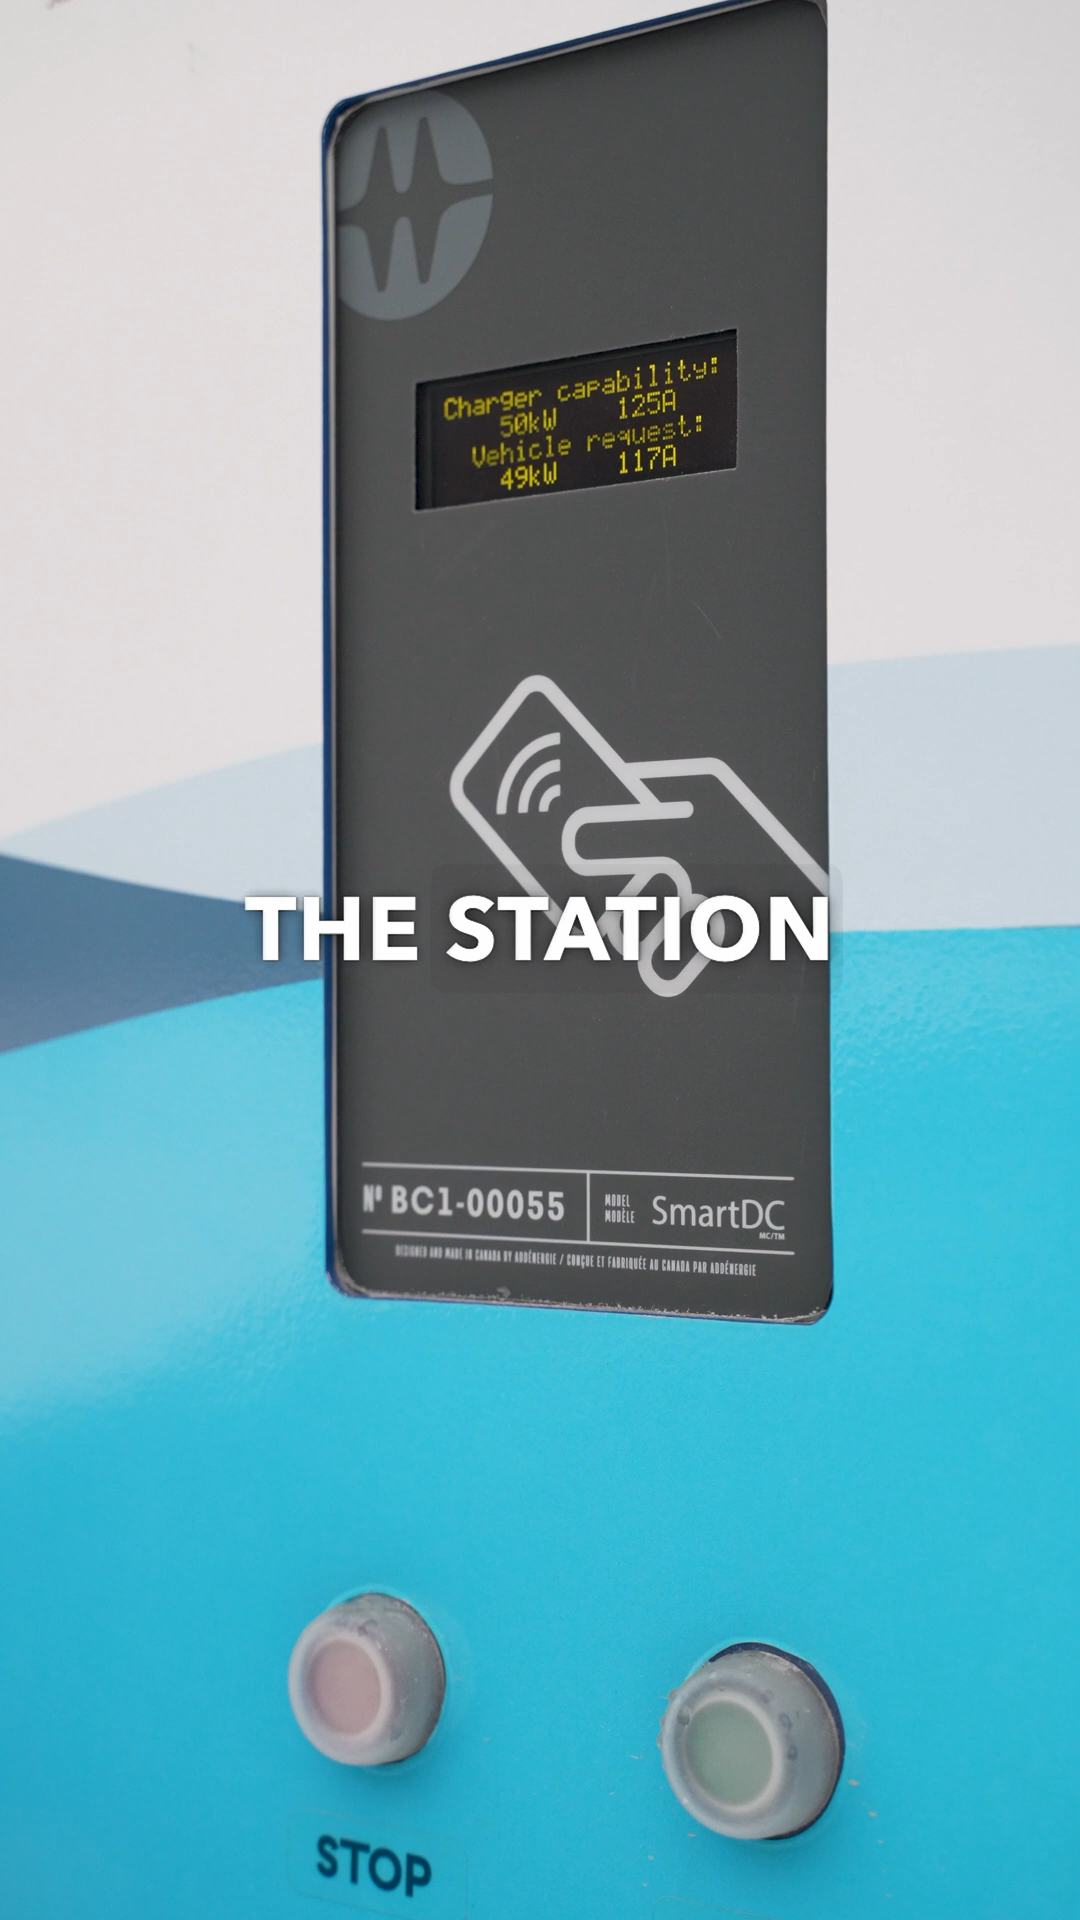 Charger capability:
50kW 125A
Vehicle request:
49kW 117A
THE STATION
Nº BC1-00055
MODEL
MODÈLE
SmartDC
MC/TM
DESIGNED AND MADE IN CANADA BY ADDÉNERGIE / CONÇUE ET FABRIQUÉE AU CANADA PAR ADDÉNERGIE
STOP